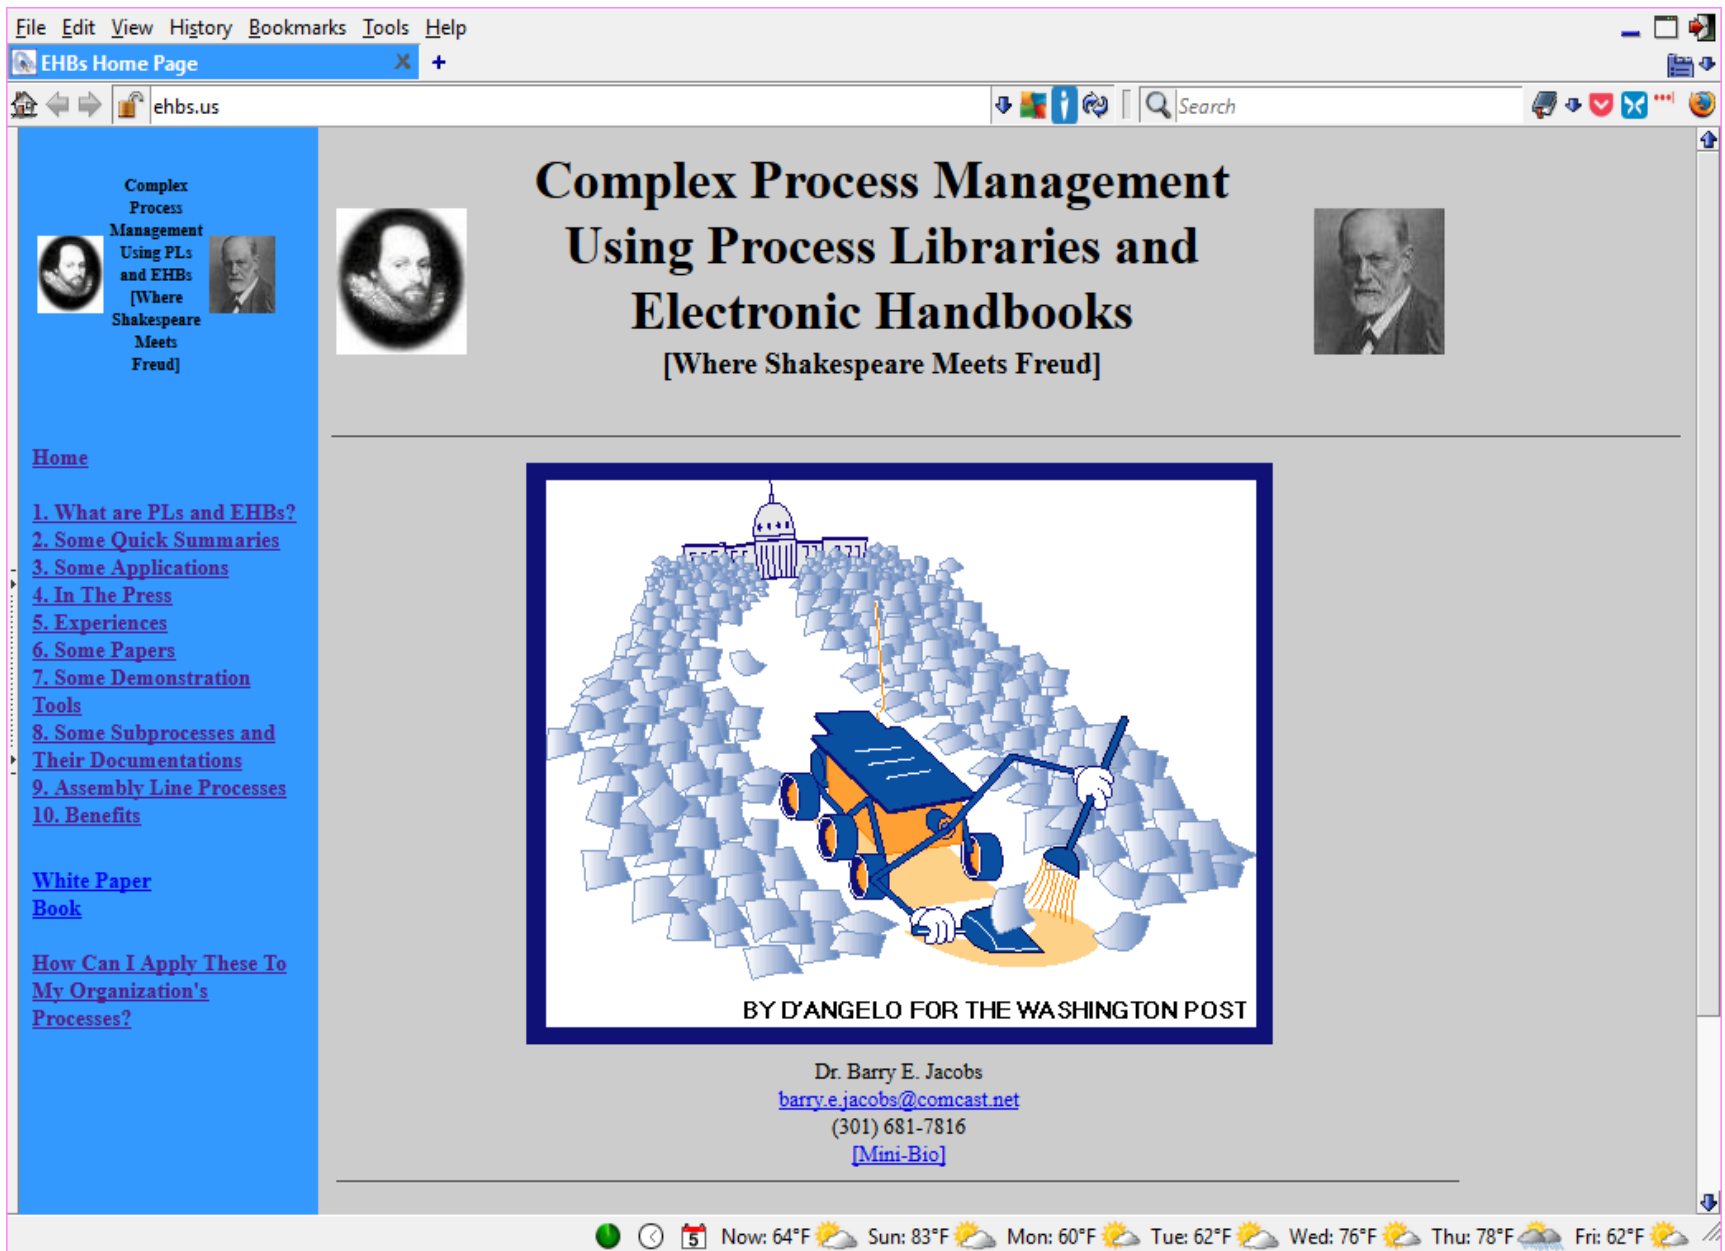 File Edit View History Bookmarks Tools Help
EHBs Home Page
ehbs.us
Search
Complex
Process
Management
Using PLs
and EHBs
[Where
Shakespeare
Meets
Freud]
Home
1. What are PLs and EHBs?
2. Some Quick Summaries
3. Some Applications
4. In The Press
5. Experiences
6. Some Papers
7. Some Demonstration
Tools
8. Some Subprocesses and
Their Documentations
9. Assembly Line Processes
10. Benefits
White Paper
Book
How Can I Apply These To
My Organization's
Processes?
Complex Process Management
Using Process Libraries and
Electronic Handbooks
[Where Shakespeare Meets Freud]
BY D'ANGELO FOR THE WASHINGTON POST
Dr. Barry E. Jacobs
barry.e.jacobs@comcast.net
(301) 681-7816
[Mini-Bio]
5 Now: 64°F Sun: 83°F Mon: 60°F Tue: 62°F Wed: 76°F Thu: 78°F Fri: 62°F